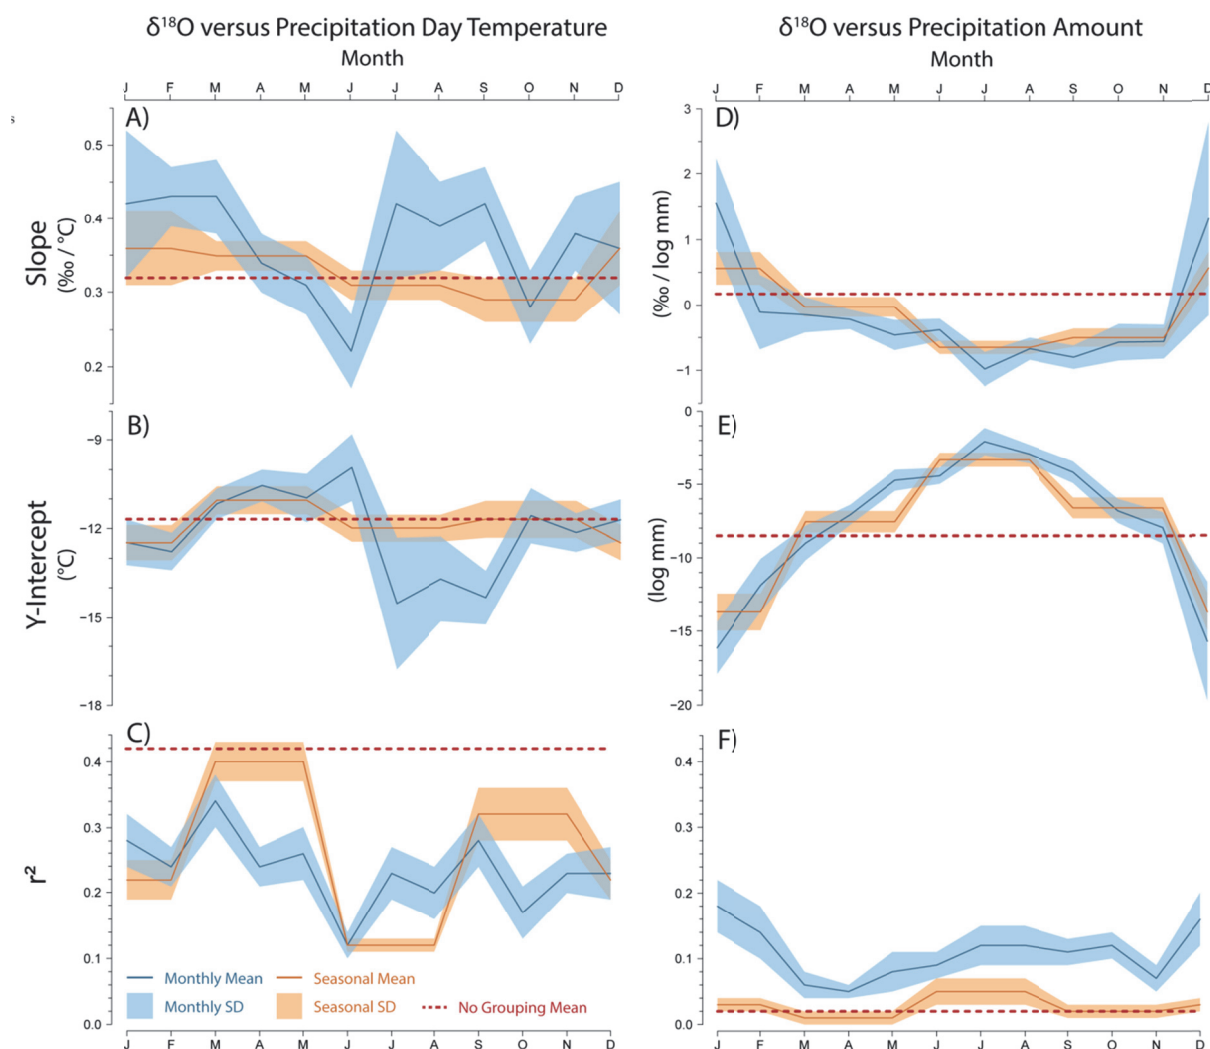 δ¹⁸O versus Precipitation Day Temperature
Month
J F M A M J J A S O N D
s
A)
Slope
(‰ / °C)
0.5
0.4
0.3
0.2
B)
Y-Intercept
(°C)
−9
−12
−15
−18
C)
r²
0.4
0.3
0.2
0.1
0.0
Monthly Mean
Seasonal Mean
Monthly SD
Seasonal SD
No Grouping Mean
J F M A M J J A S O N D
δ¹⁸O versus Precipitation Amount
Month
J F M A M J J A S O N D
D)
(‰ / log mm)
3
2
1
0
−1
E)
(log mm)
0
−5
−10
−15
−20
F)
0.4
0.3
0.2
0.1
0.0
J F M A M J J A S O N D